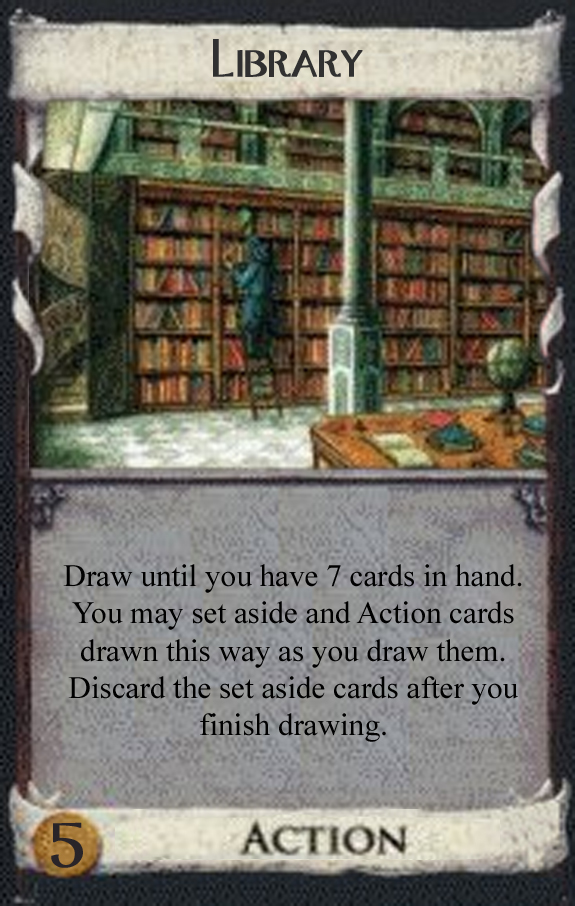 Library
Draw until you have 7 cards in hand.
You may set aside and Action cards
drawn this way as you draw them.
Discard the set aside cards after you
finish drawing.
5
Action